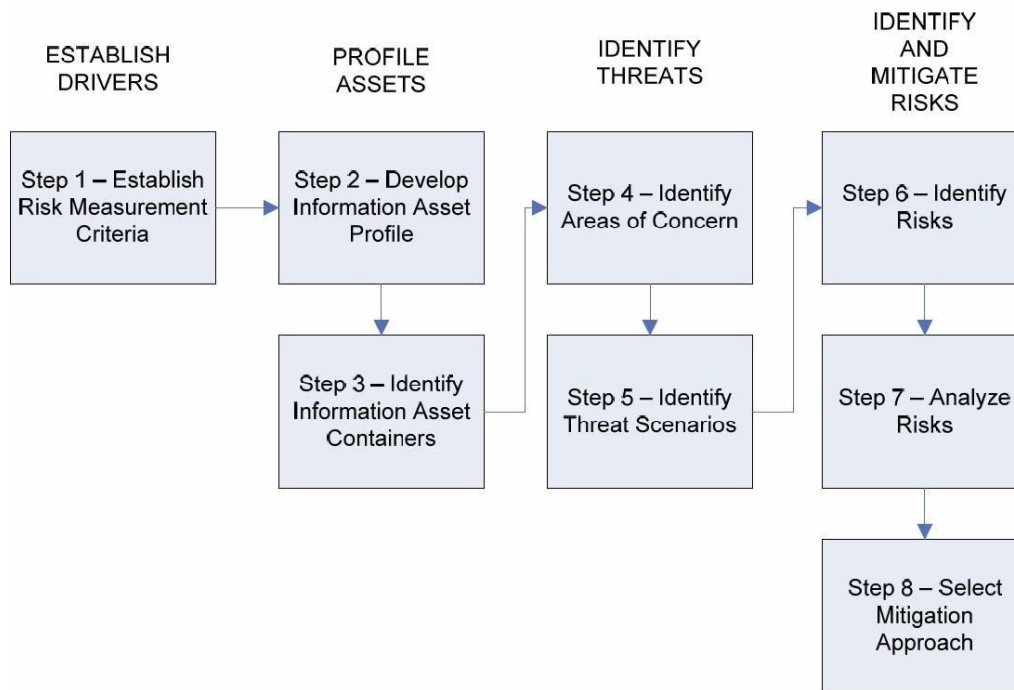 ESTABLISH
DRIVERS
PROFILE
ASSETS
IDENTIFY
THREATS
IDENTIFY
AND
MITIGATE
RISKS
Step 1 – Establish
Risk Measurement
Criteria
Step 2 – Develop
Information Asset
Profile
Step 3 – Identify
Information Asset
Containers
Step 4 – Identify
Areas of Concern
Step 5 – Identify
Threat Scenarios
Step 6 – Identify
Risks
Step 7 – Analyze
Risks
Step 8 – Select
Mitigation
Approach